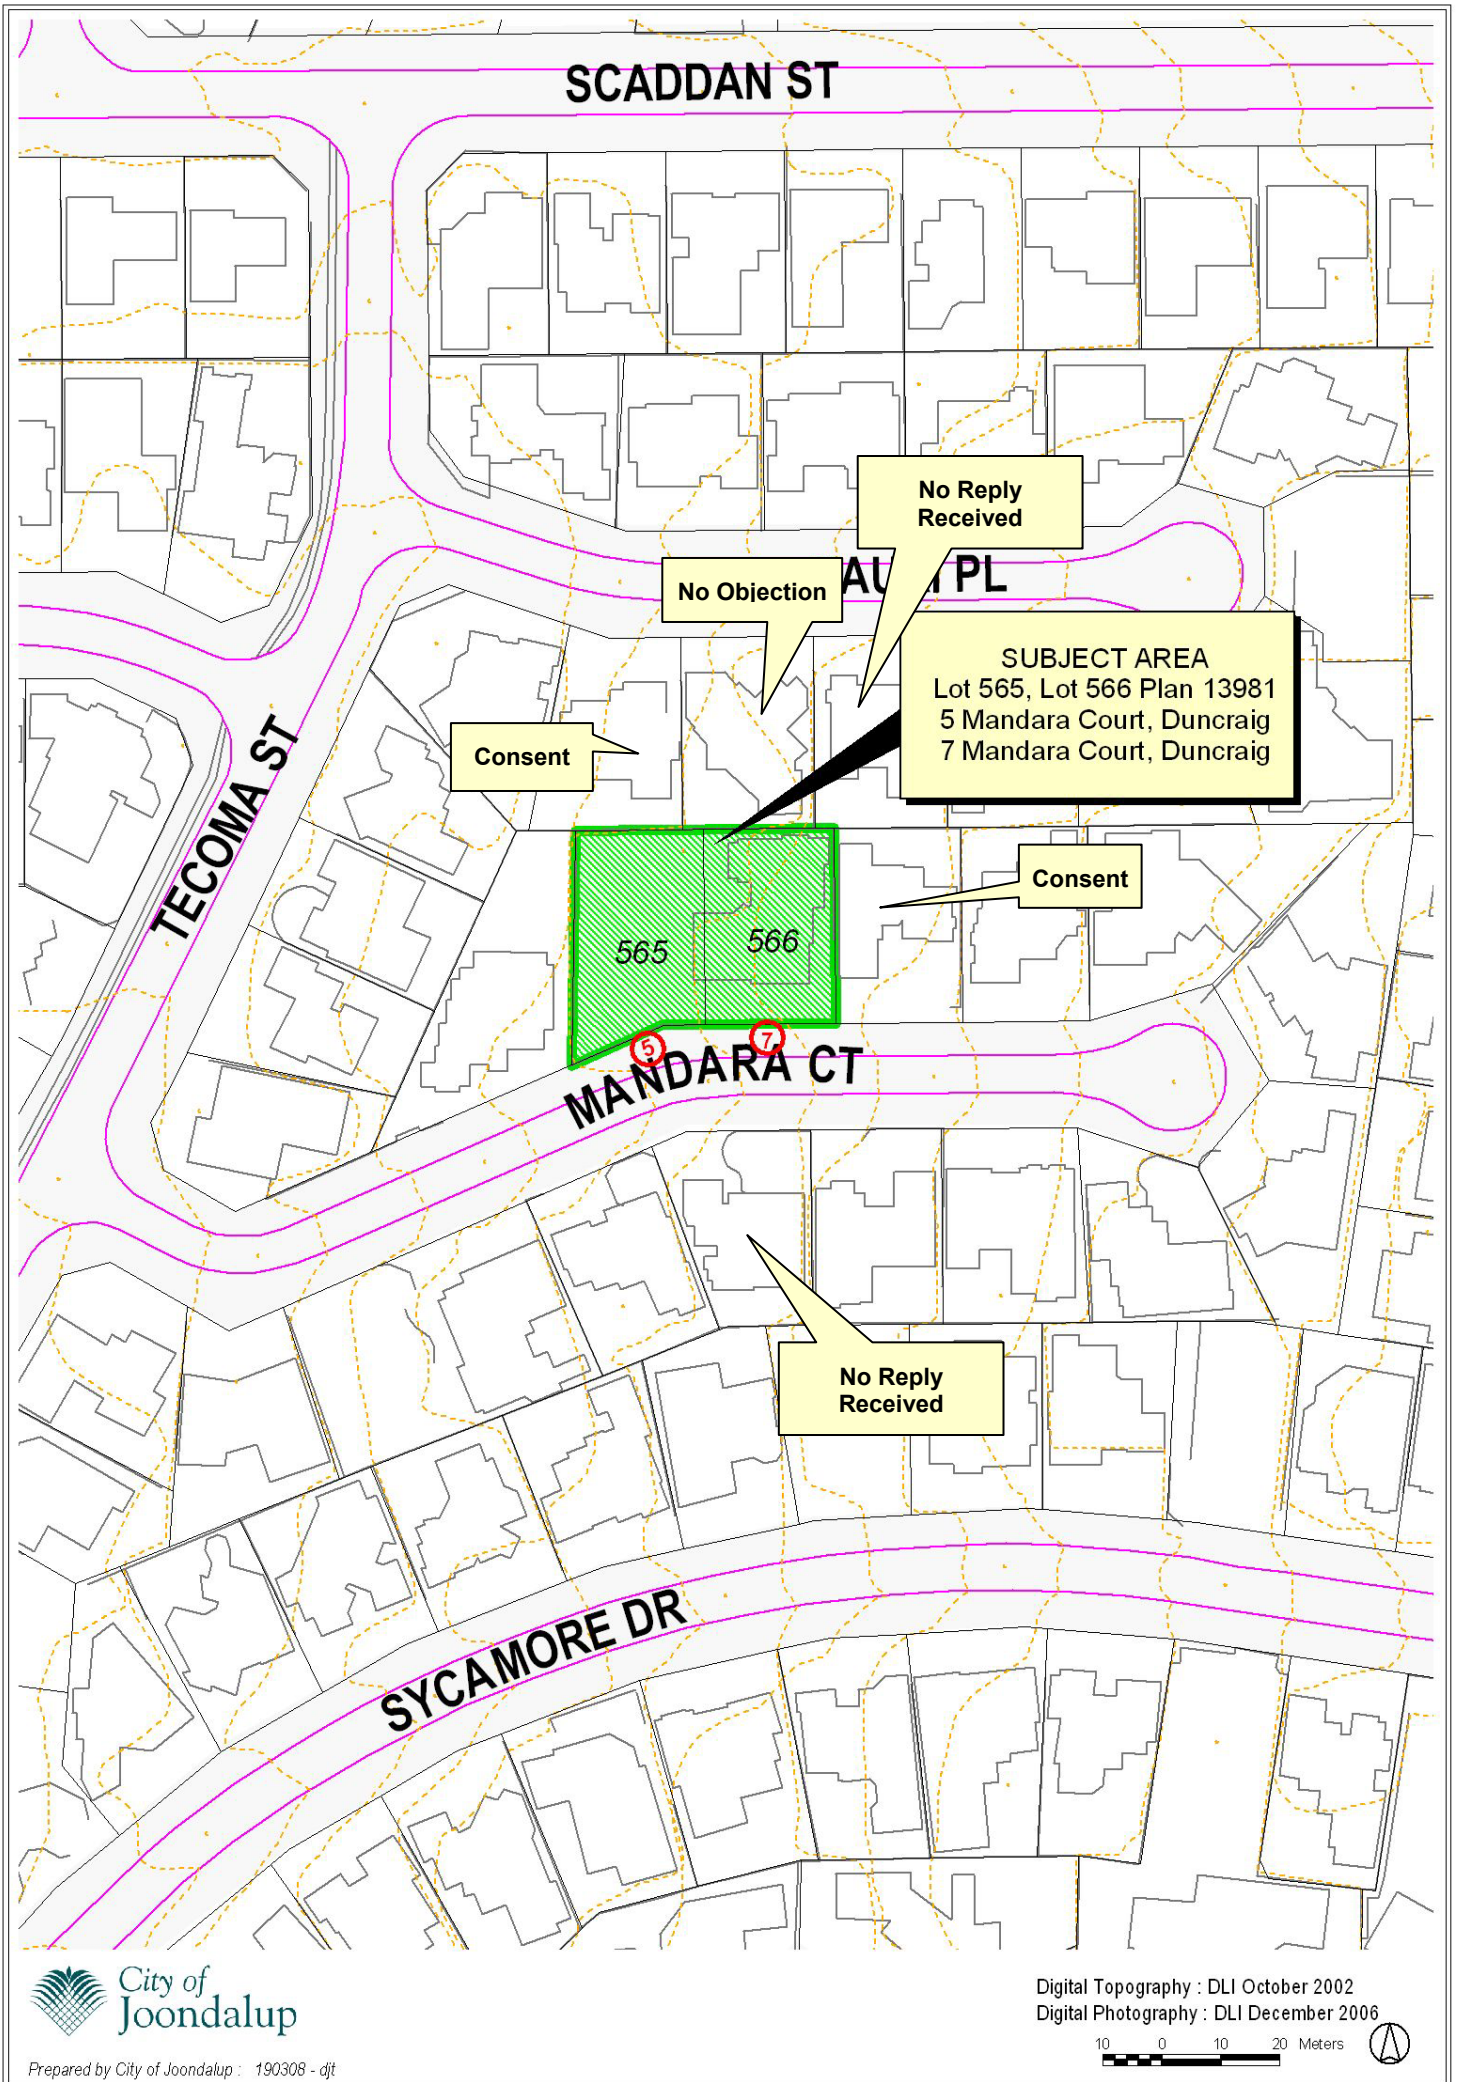 SCADDAN ST
No Reply
Received
No Objection
PL
SUBJECT AREA
Lot 565, Lot 566 Plan 13981
5 Mandara Court, Duncraig
7 Mandara Court, Duncraig
Consent
TECOMA ST
Consent
565
566
5
7
MANDARA CT
No Reply
Received
SYCAMORE DR
City of
Joondalup
Digital Topography : DLI October 2002
Digital Photography : DLI December 2006
10 0 10 20 Meters
Prepared by City of Joondalup : 190308 - djt